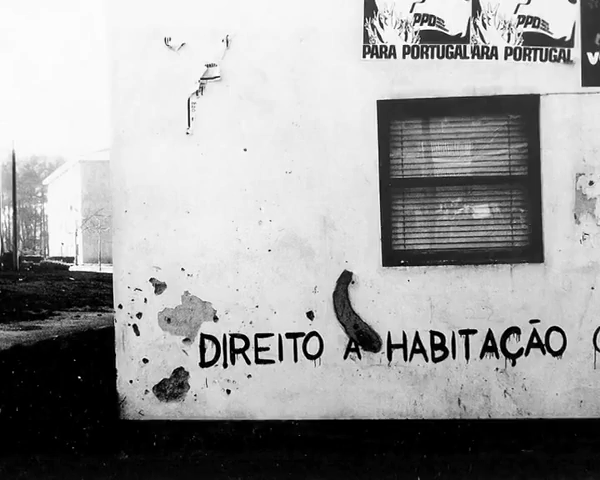 PPD PPD
PARA PORTUGAL ARA PORTUGAL
DIREITO À HABITAÇÃO